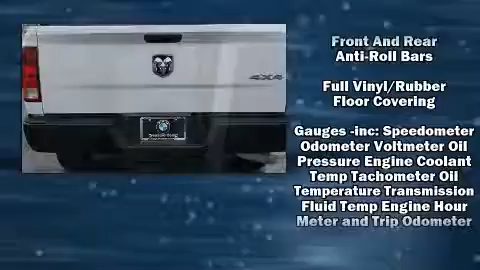 Front And Rear
Anti-Roll Bars
Full Vinyl/Rubber
Floor Covering
Gauges -inc: Speedometer
Odometer Voltmeter Oil
Pressure Engine Coolant
Temp Tachometer Oil
Temperature Transmission
Fluid Temp Engine Hour
Meter and Trip Odometer
4X4